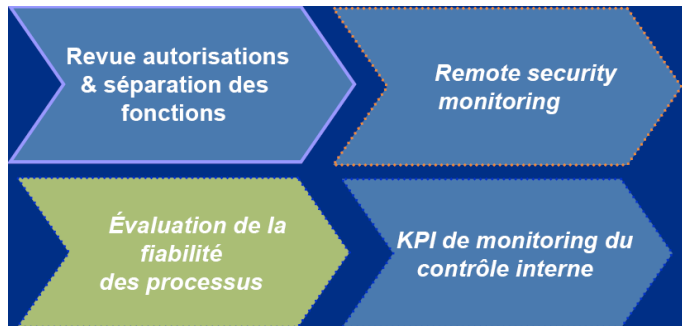 Revue autorisations
& séparation des
fonctions
Remote security
monitoring
Évaluation de la
fiabilité
des processus
KPI de monitoring du
contrôle interne